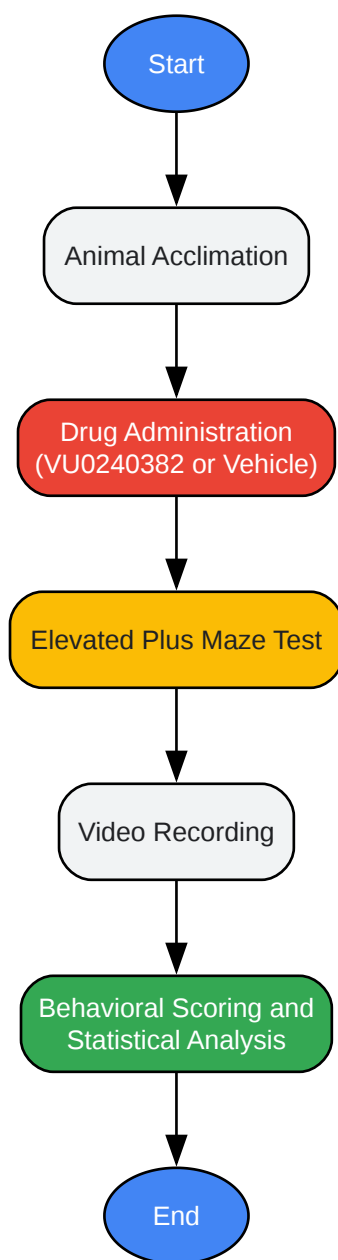 Start
Animal Acclimation
Drug Administration
(VU0240382 or Vehicle)
Elevated Plus Maze Test
Video Recording
Behavioral Scoring and
Statistical Analysis
End